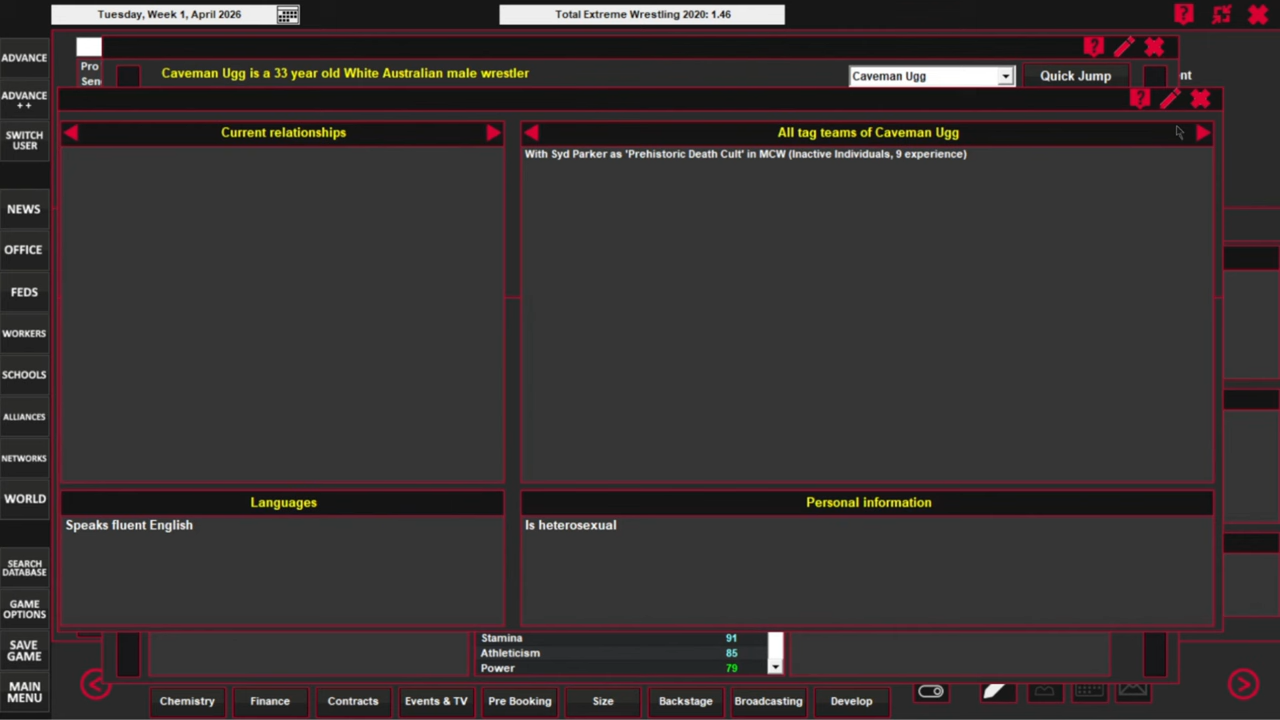 Tuesday, Week 1, April 2026
Total Extreme Wrestling 2020: 1.46
ADVANCE
ADVANCE
++
SWITCH
USER
NEWS
OFFICE
FEDS
WORKERS
SCHOOLS
ALLIANCES
NETWORKS
WORLD
SEARCH
DATABASE
GAME
OPTIONS
SAVE
GAME
MAIN
MENU
Pro
Sen
Caveman Ugg is a 33 year old White Australian male wrestler
Caveman Ugg
Quick Jump
nt
Current relationships
All tag teams of Caveman Ugg
With Syd Parker as 'Prehistoric Death Cult' in MCW (Inactive Individuals, 9 experience)
Languages
Personal information
Speaks fluent English
Is heterosexual
Stamina 91
Athleticism 85
Power 79
Chemistry
Finance
Contracts
Events & TV
Pre Booking
Size
Backstage
Broadcasting
Develop